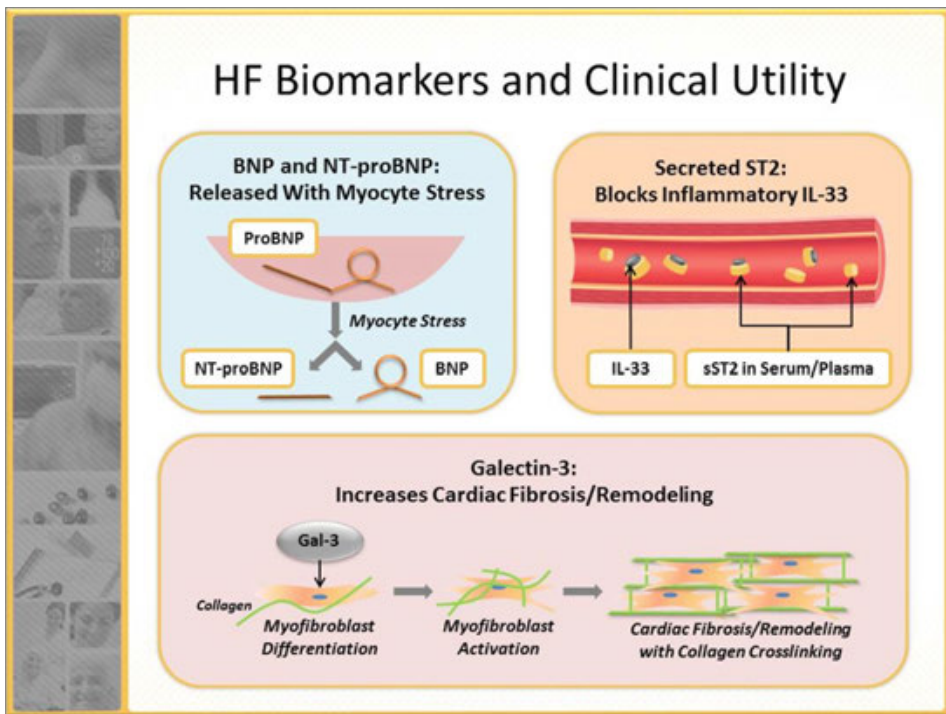 HF Biomarkers and Clinical Utility
BNP and NT-proBNP:
Released With Myocyte Stress
ProBNP
Myocyte Stress
NT-proBNP
BNP
Secreted ST2:
Blocks Inflammatory IL-33
IL-33
sST2 in Serum/Plasma
Galectin-3:
Increases Cardiac Fibrosis/Remodeling
Gal-3
Collagen
Myofibroblast
Differentiation
Myofibroblast
Activation
Cardiac Fibrosis/Remodeling
with Collagen Crosslinking